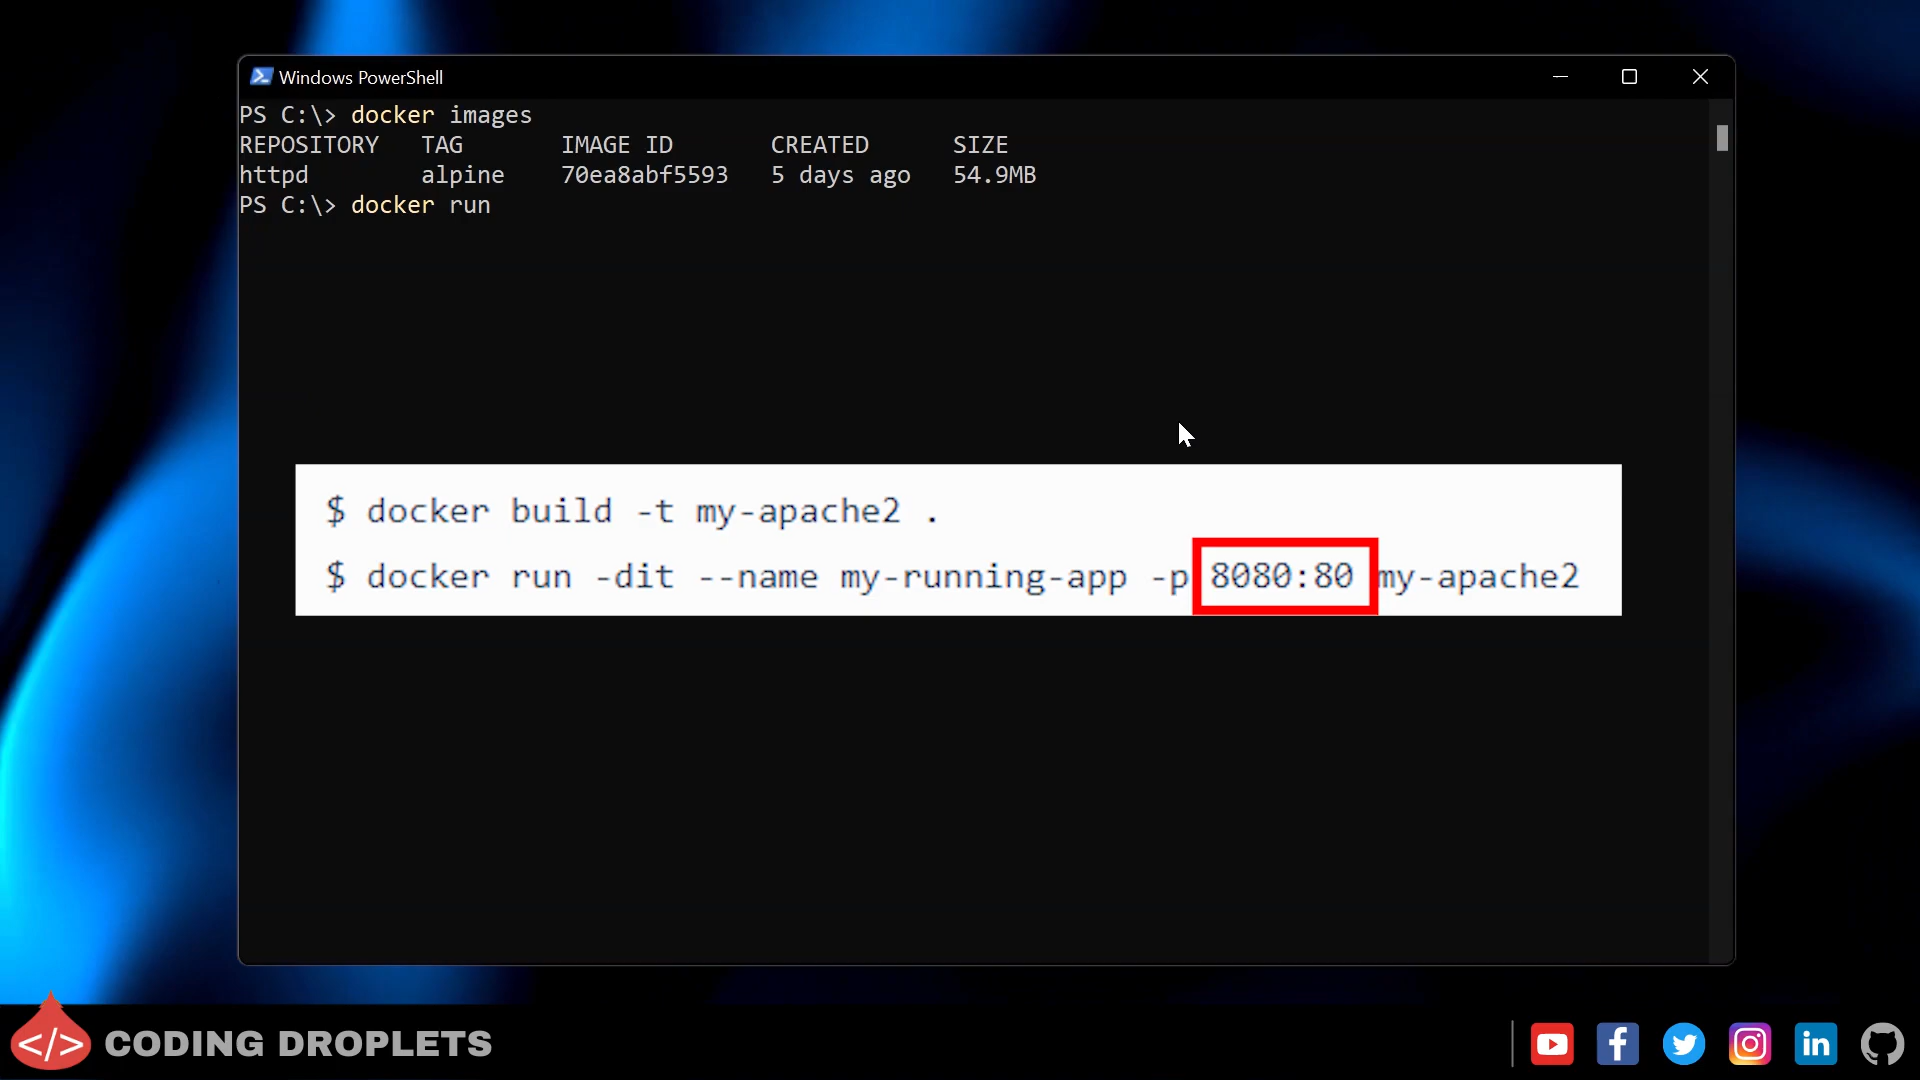 Windows PowerShell
PS C:\> docker images
REPOSITORY TAG IMAGE ID CREATED SIZE
httpd alpine 70ea8abf5593 5 days ago 54.9MB
PS C:\> docker run
$ docker build -t my-apache2 .
$ docker run -dit --name my-running-app -p 8080:80 my-apache2
</> CODING DROPLETS
in